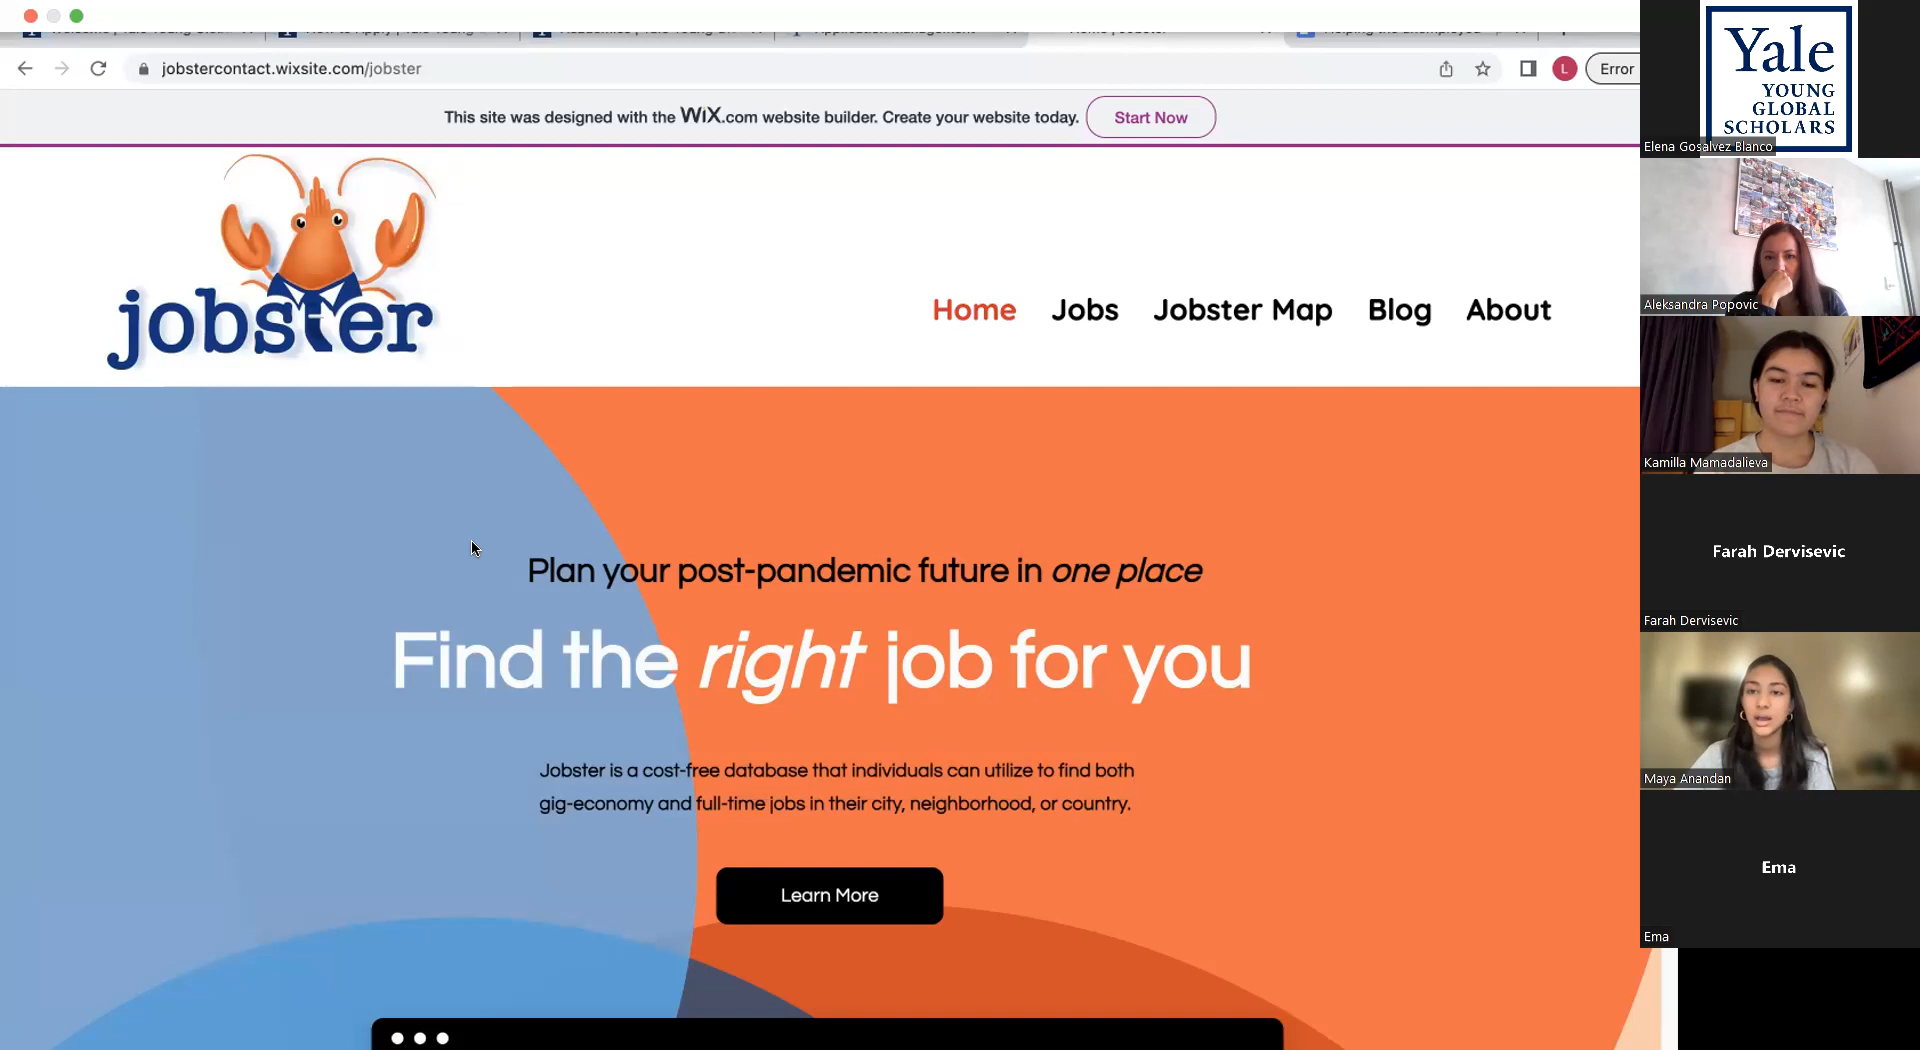 jobstercontact.wixsite.com/jobster
Error
This site was designed with the WiX.com website builder. Create your website today.
Start Now
jobster
Home
Jobs
Jobster Map
Blog
About
Plan your post-pandemic future in one place
Find the right job for you
Jobster is a cost-free database that individuals can utilize to find both
gig-economy and full-time jobs in their city, neighborhood, or country.
Learn More
L
Yale
YOUNG
GLOBAL
SCHOLARS
Elena Gosalvez Blanco
Aleksandra Popovic
Kamilla Mamadalieva
Farah Dervisevic
Farah Dervisevic
Maya Anandan
Ema
Ema